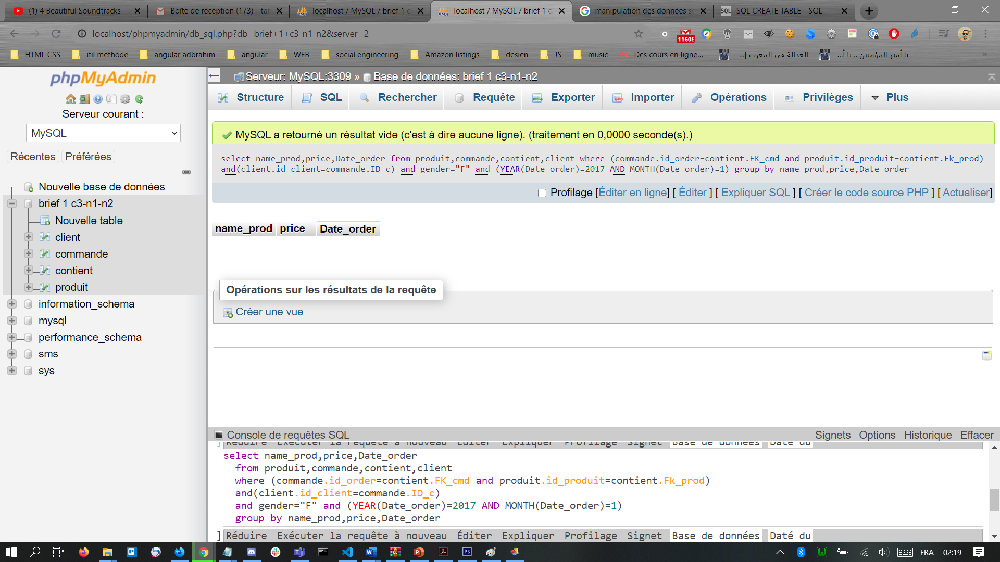 (1) 4 Beautiful Soundtracks -
Boîte de réception (173) - tal
localhost / MySQL / brief 1 c
localhost / MySQL / brief 1 c
manipulation des données s
SQL CREATE TABLE - SQL
localhost/phpmyadmin/db_sql.php?db=brief+1+c3-n1-n2&server=2
11608
HTML CSS
itil methode
angular adbrahim
angular
WEB
social engineering
Amazon listings
desien
JS
music
Des cours en ligne...
العدالة في المغرب |...
يا أمير المؤمنين .. يا أ...
phpMyAdmin
Serveur courant :
MySQL
Récentes Préférées
Nouvelle base de données
brief 1 c3-n1-n2
Nouvelle table
client
commande
contient
produit
information_schema
mysql
performance_schema
sms
sys
Serveur: MySQL:3309 » Base de données: brief 1 c3-n1-n2
Structure SQL Rechercher Requête Exporter Importer Opérations Privilèges Plus
MySQL a retourné un résultat vide (c'est à dire aucune ligne). (traitement en 0,0000 seconde(s).)
select name_prod,price,Date_order from produit,commande,contient,client where (commande.id_order=contient.FK_cmd and produit.id_produit=contient.Fk_prod)
and(client.id_client=commande.ID_c) and gender="F" and (YEAR(Date_order)=2017 AND MONTH(Date_order)=1) group by name_prod,price,Date_order
Profilage [Éditer en ligne] [ Éditer ] [ Expliquer SQL ] [ Créer le code source PHP ] [ Actualiser]
name_prod price Date_order
Opérations sur les résultats de la requête
Créer une vue
Console de requêtes SQL
Signets Options Historique Effacer
] Réduire Exécuter la requête à nouveau Éditer Expliquer Profilage Signet Base de données Daté du
select name_prod,price,Date_order
from produit,commande,contient,client
where (commande.id_order=contient.FK_cmd and produit.id_produit=contient.Fk_prod)
and(client.id_client=commande.ID_c)
and gender="F" and (YEAR(Date_order)=2017 AND MONTH(Date_order)=1)
group by name_prod,price,Date_order
] Réduire Exécuter la requête à nouveau Éditer Expliquer Profilage Signet Base de données Daté du
FRA 02:19